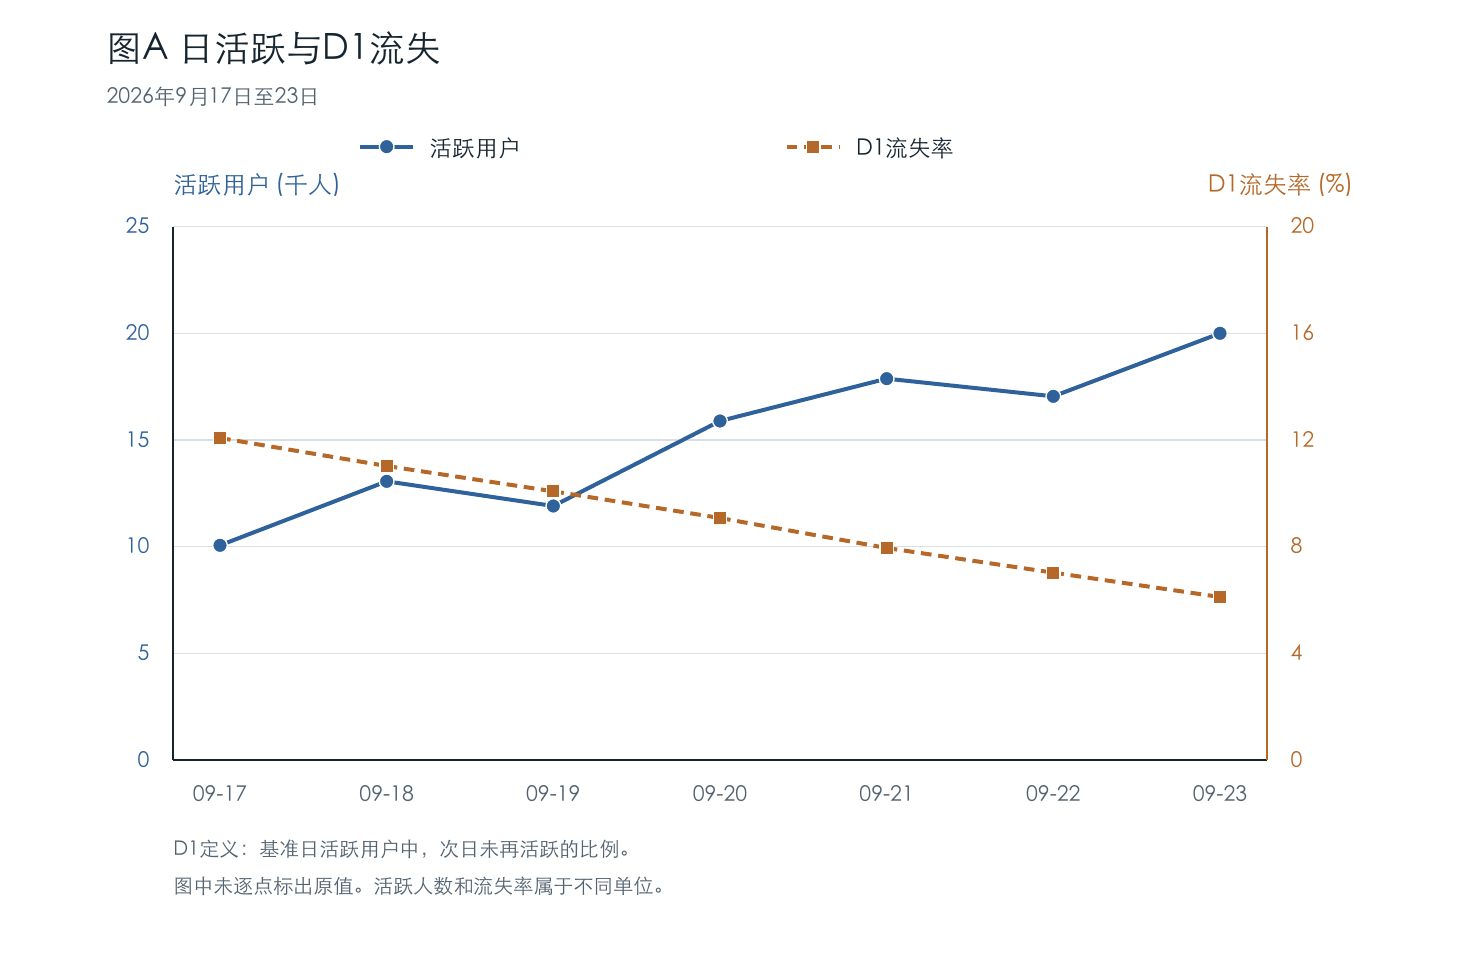 图A 日活跃与D1流失
2026年9月17日至23日
活跃用户 D1流失率
活跃用户 (千人) D1流失率 (%)
25 20
20 16
15 12
10 8
5 4
0 0
09-17 09-18 09-19 09-20 09-21 09-22 09-23
D1定义：基准日活跃用户中，次日未再活跃的比例。
图中未逐点标出原值。活跃人数和流失率属于不同单位。